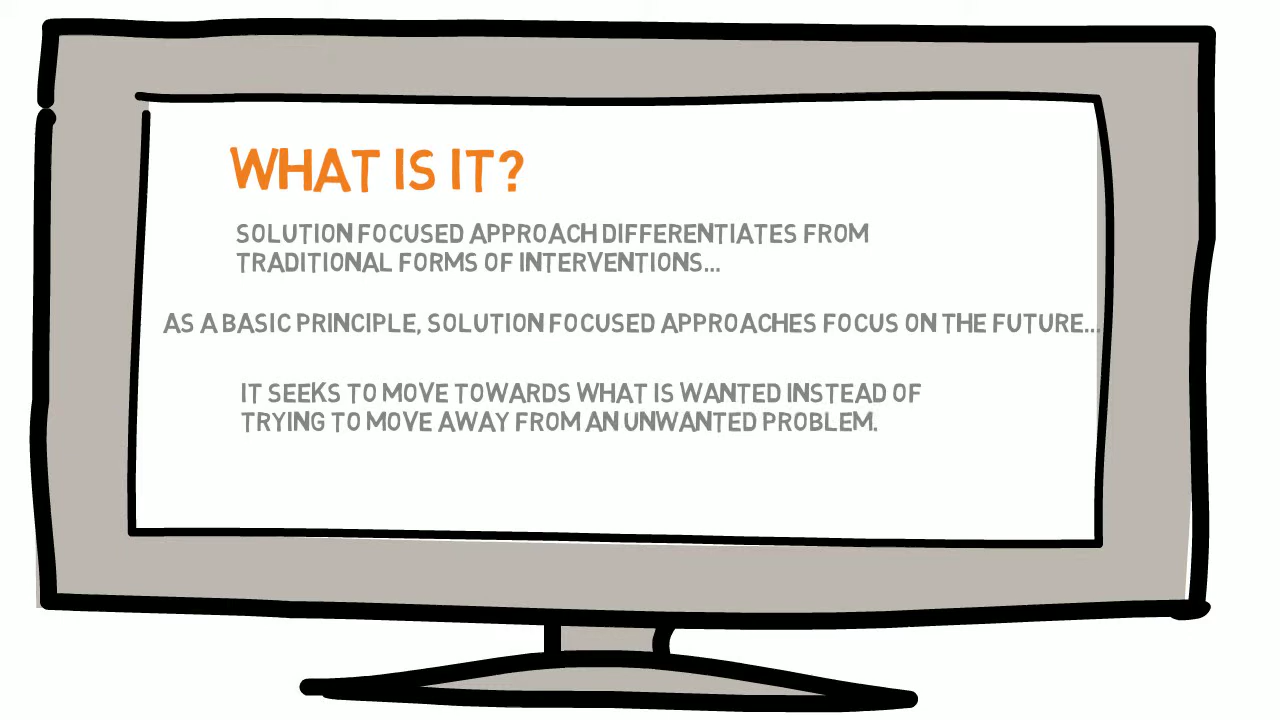 WHAT IS IT?
SOLUTION FOCUSED APPROACH DIFFERENTIATES FROM
TRADITIONAL FORMS OF INTERVENTIONS...
AS A BASIC PRINCIPLE, SOLUTION FOCUSED APPROACHES FOCUS ON THE FUTURE...
IT SEEKS TO MOVE TOWARDS WHAT IS WANTED INSTEAD OF
TRYING TO MOVE AWAY FROM AN UNWANTED PROBLEM.